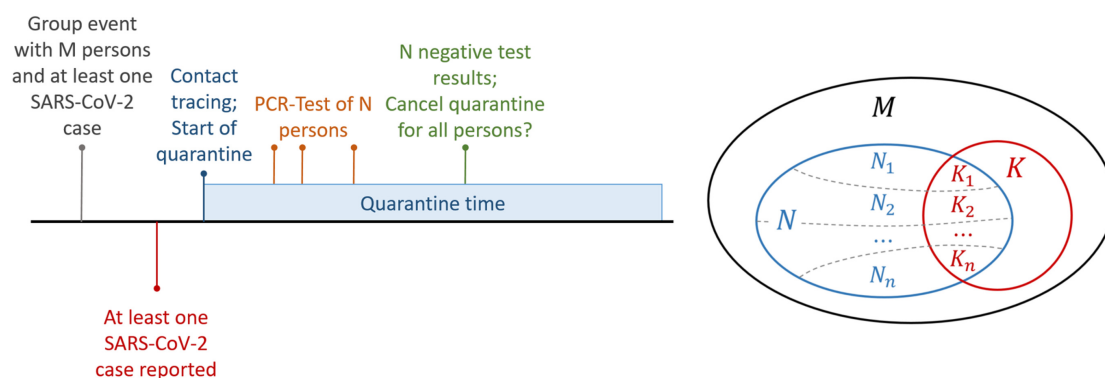 Group event
with M persons
and at least one
SARS-CoV-2
case
Contact
tracing;
Start of
quarantine
PCR-Test of N
persons
N negative test
results;
Cancel quarantine
for all persons?
Quarantine time
At least one
SARS-CoV-2
case reported
M
N
N₁
N₂
...
Nₙ
K
K₁
K₂
...
Kₙ